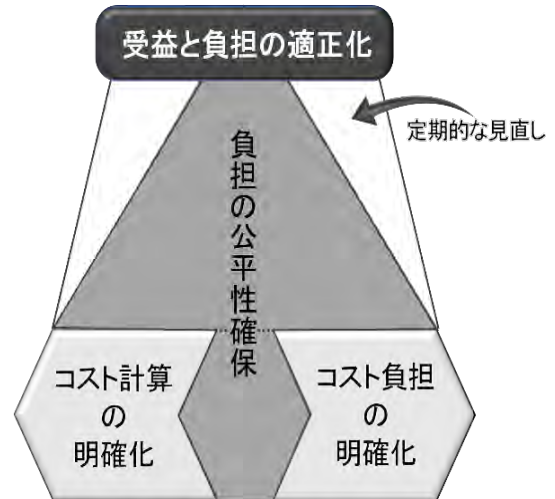 受益と負担の適正化
定期的な見直し
負担の公平性確保
コスト計算
の
明確化
コスト負担
の
明確化